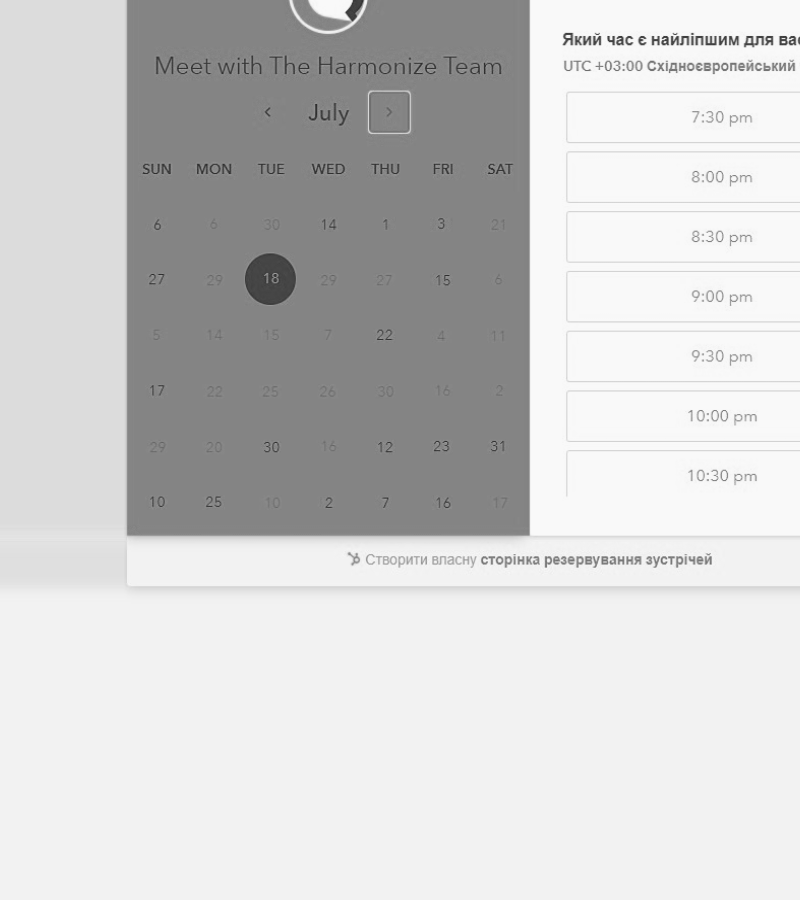 Meet with The Harmonize Team
July
SUN MON TUE WED THU FRI SAT
6 6 30 14 1 3 21
27 29 18 29 27 15 6
5 14 15 7 22 4 11
17 22 25 26 30 16 2
29 20 30 16 12 23 31
10 25 10 2 7 16 17
Який час є найліпшим для вас
UTC +03:00 Східноєвропейський
7:30 pm
8:00 pm
8:30 pm
9:00 pm
9:30 pm
10:00 pm
10:30 pm
Створити власну сторінка резервування зустрічей